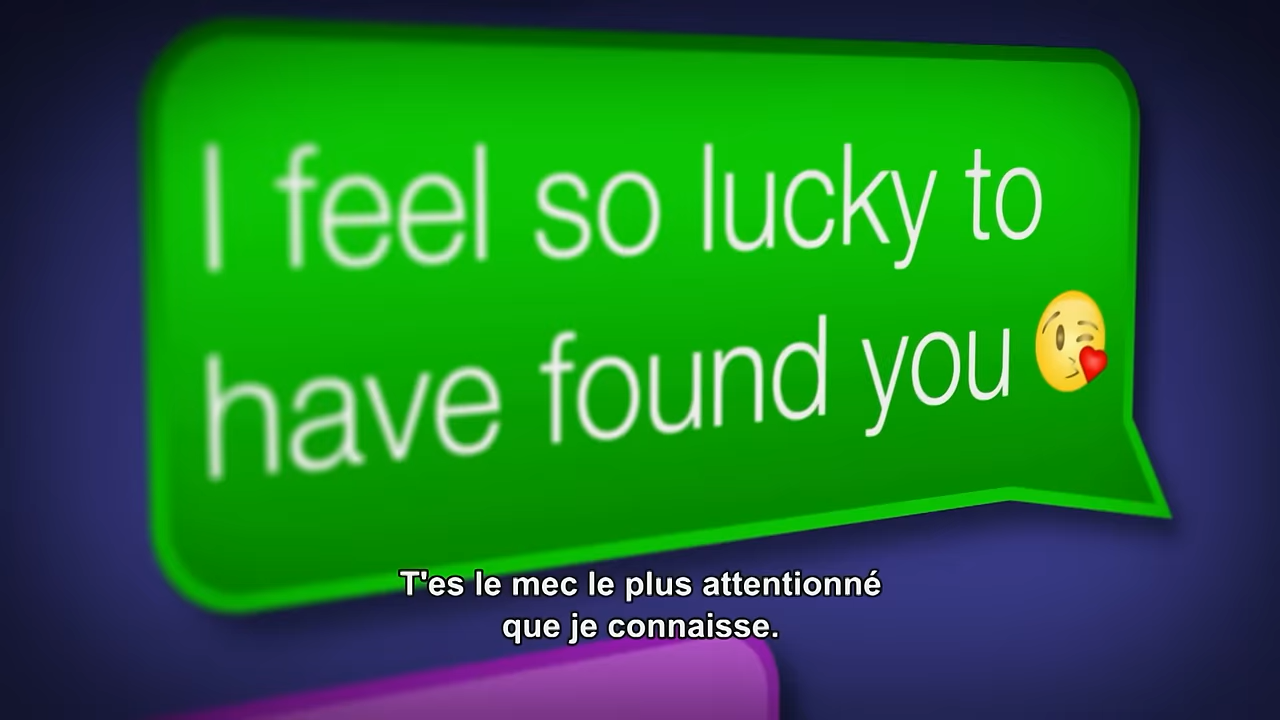 I feel so lucky to
have found you 😘
T'es le mec le plus attentionné
que je connaisse.